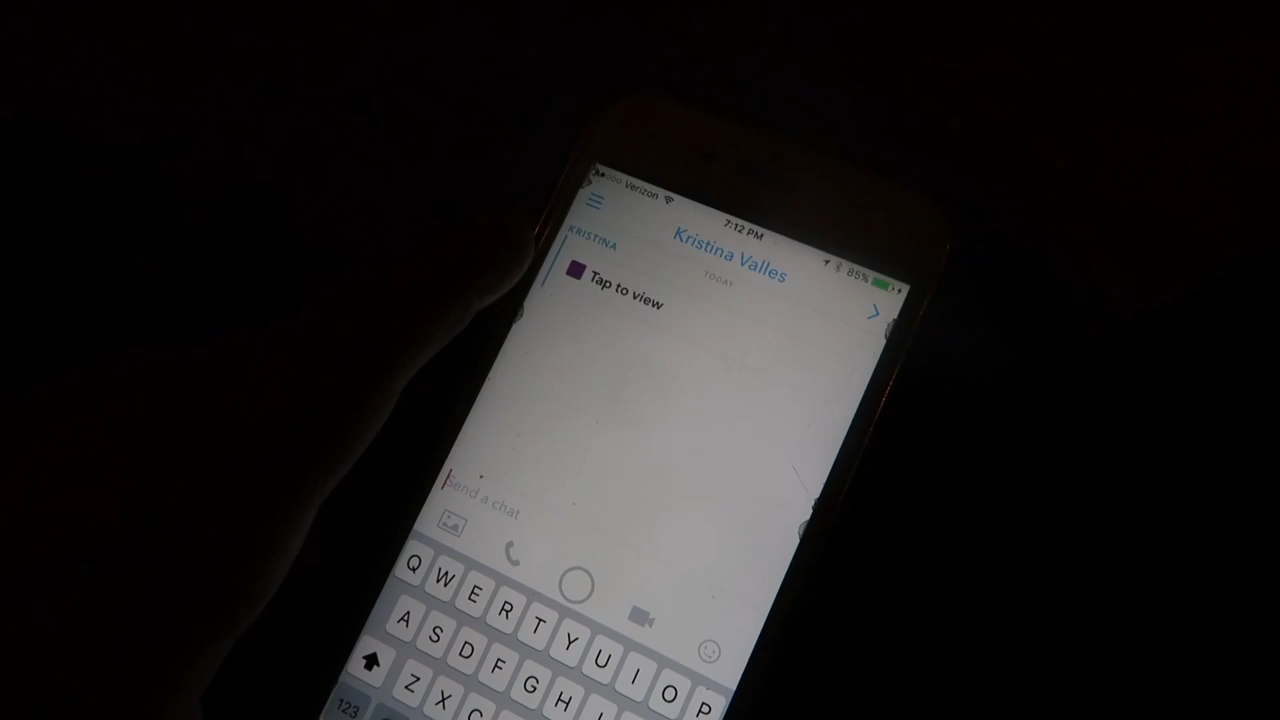 Verizon
7:12 PM
85%
Kristina Valles
KRISTINA
TODAY
Tap to view
Send a chat
Q W E R T Y U I O P
A S D F G H
Z X C
123